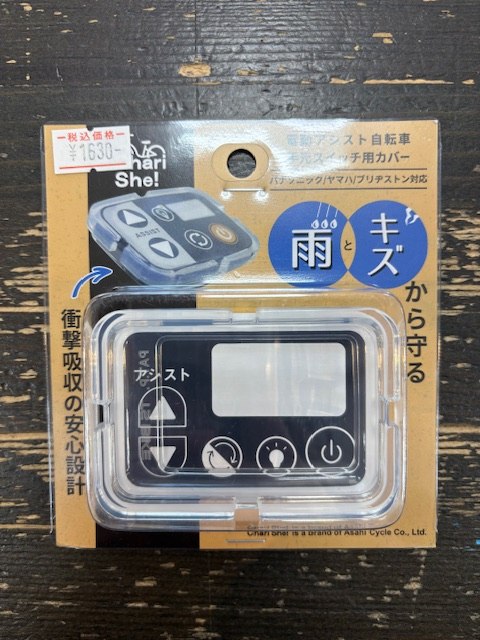 税込価格
¥1630-
Chari
She!
電動アシスト自転車
手元スイッチ用カバー
パナソニック/ヤマハ/ブリヂストン対応
ASSIST
雨とキズから守る
衝撃吸収の安心設計
アシスト
Chari She! is a brand of Asahi Cycle Co., Ltd.